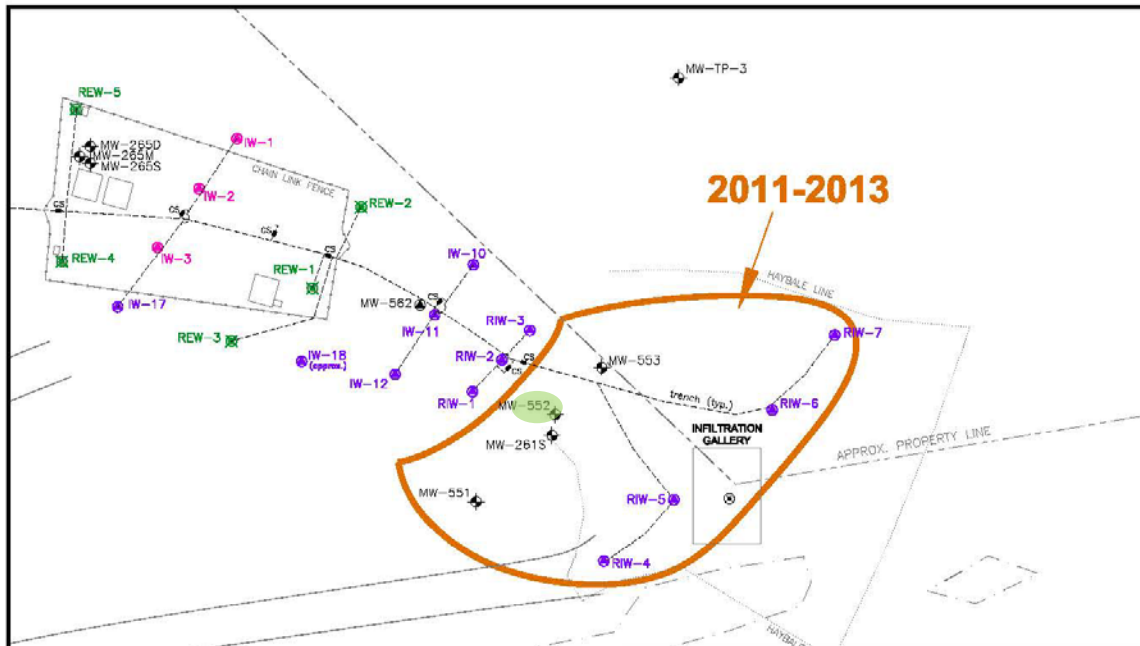 MW-TP-3
REW-5
MW-265D
MW-265M
MW-265S
IW-1
CHAIN LINK FENCE
IW-2
2011-2013
CS
CS
REW-2
CS
CS
IW-3
REW-4
IW-10
HAYBALE LINE
REW-1
IW-17
MW-562
CS
IW-11
RIW-3
RIW-7
REW-3
IW-18
(approx.)
RIW-2
CS
CS
MW-553
IW-12
RIW-1
trench (typ.)
RIW-6
MW-552
INFILTRATION
GALLERY
MW-261S
APPROX. PROPERTY LINE
MW-551
RIW-5
RIW-4
HAYBALE